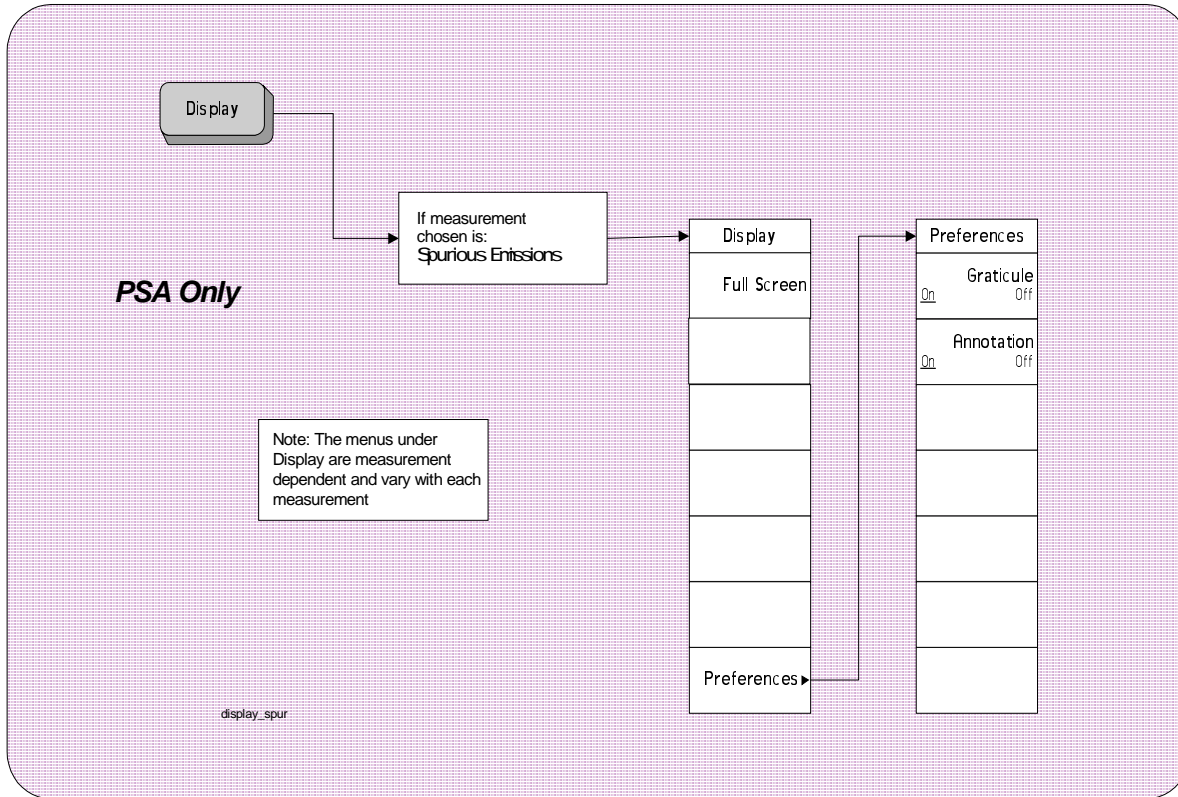 Display
If measurement
chosen is:
Spurious Emissions
PSA Only
Note: The menus under
Display are measurement
dependent and vary with each
measurement
display_spur
Display
Full Screen
Preferences
Preferences
Graticule
On Off
Annotation
On Off